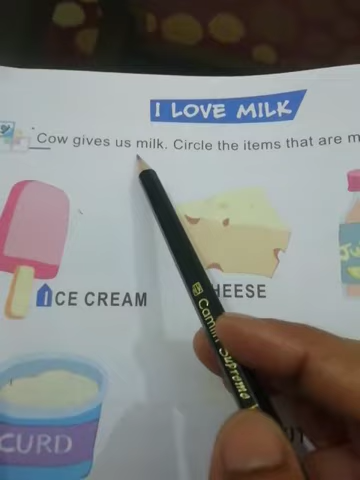 I LOVE MILK
Cow gives us milk. Circle the items that are
ICE CREAM
HEESE
Camlin Supreme
CURD